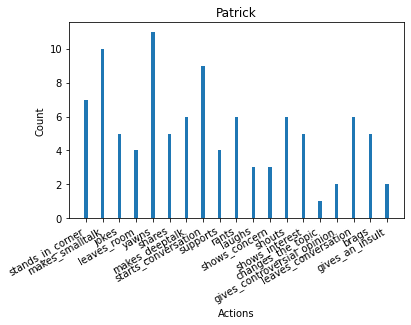 Patrick
Count
10
8
6
4
2
0
stands_in_corner
makes_smalltalk
jokes
leaves_room
yawns
shares
makes_deeptalk
starts_conversation
supports
rants
laughs
shows_concern
shouts
shows_interest
changes_the_topic
gives_controversial_opinion
leaves_conversation
brags
gives_an_insult
Actions